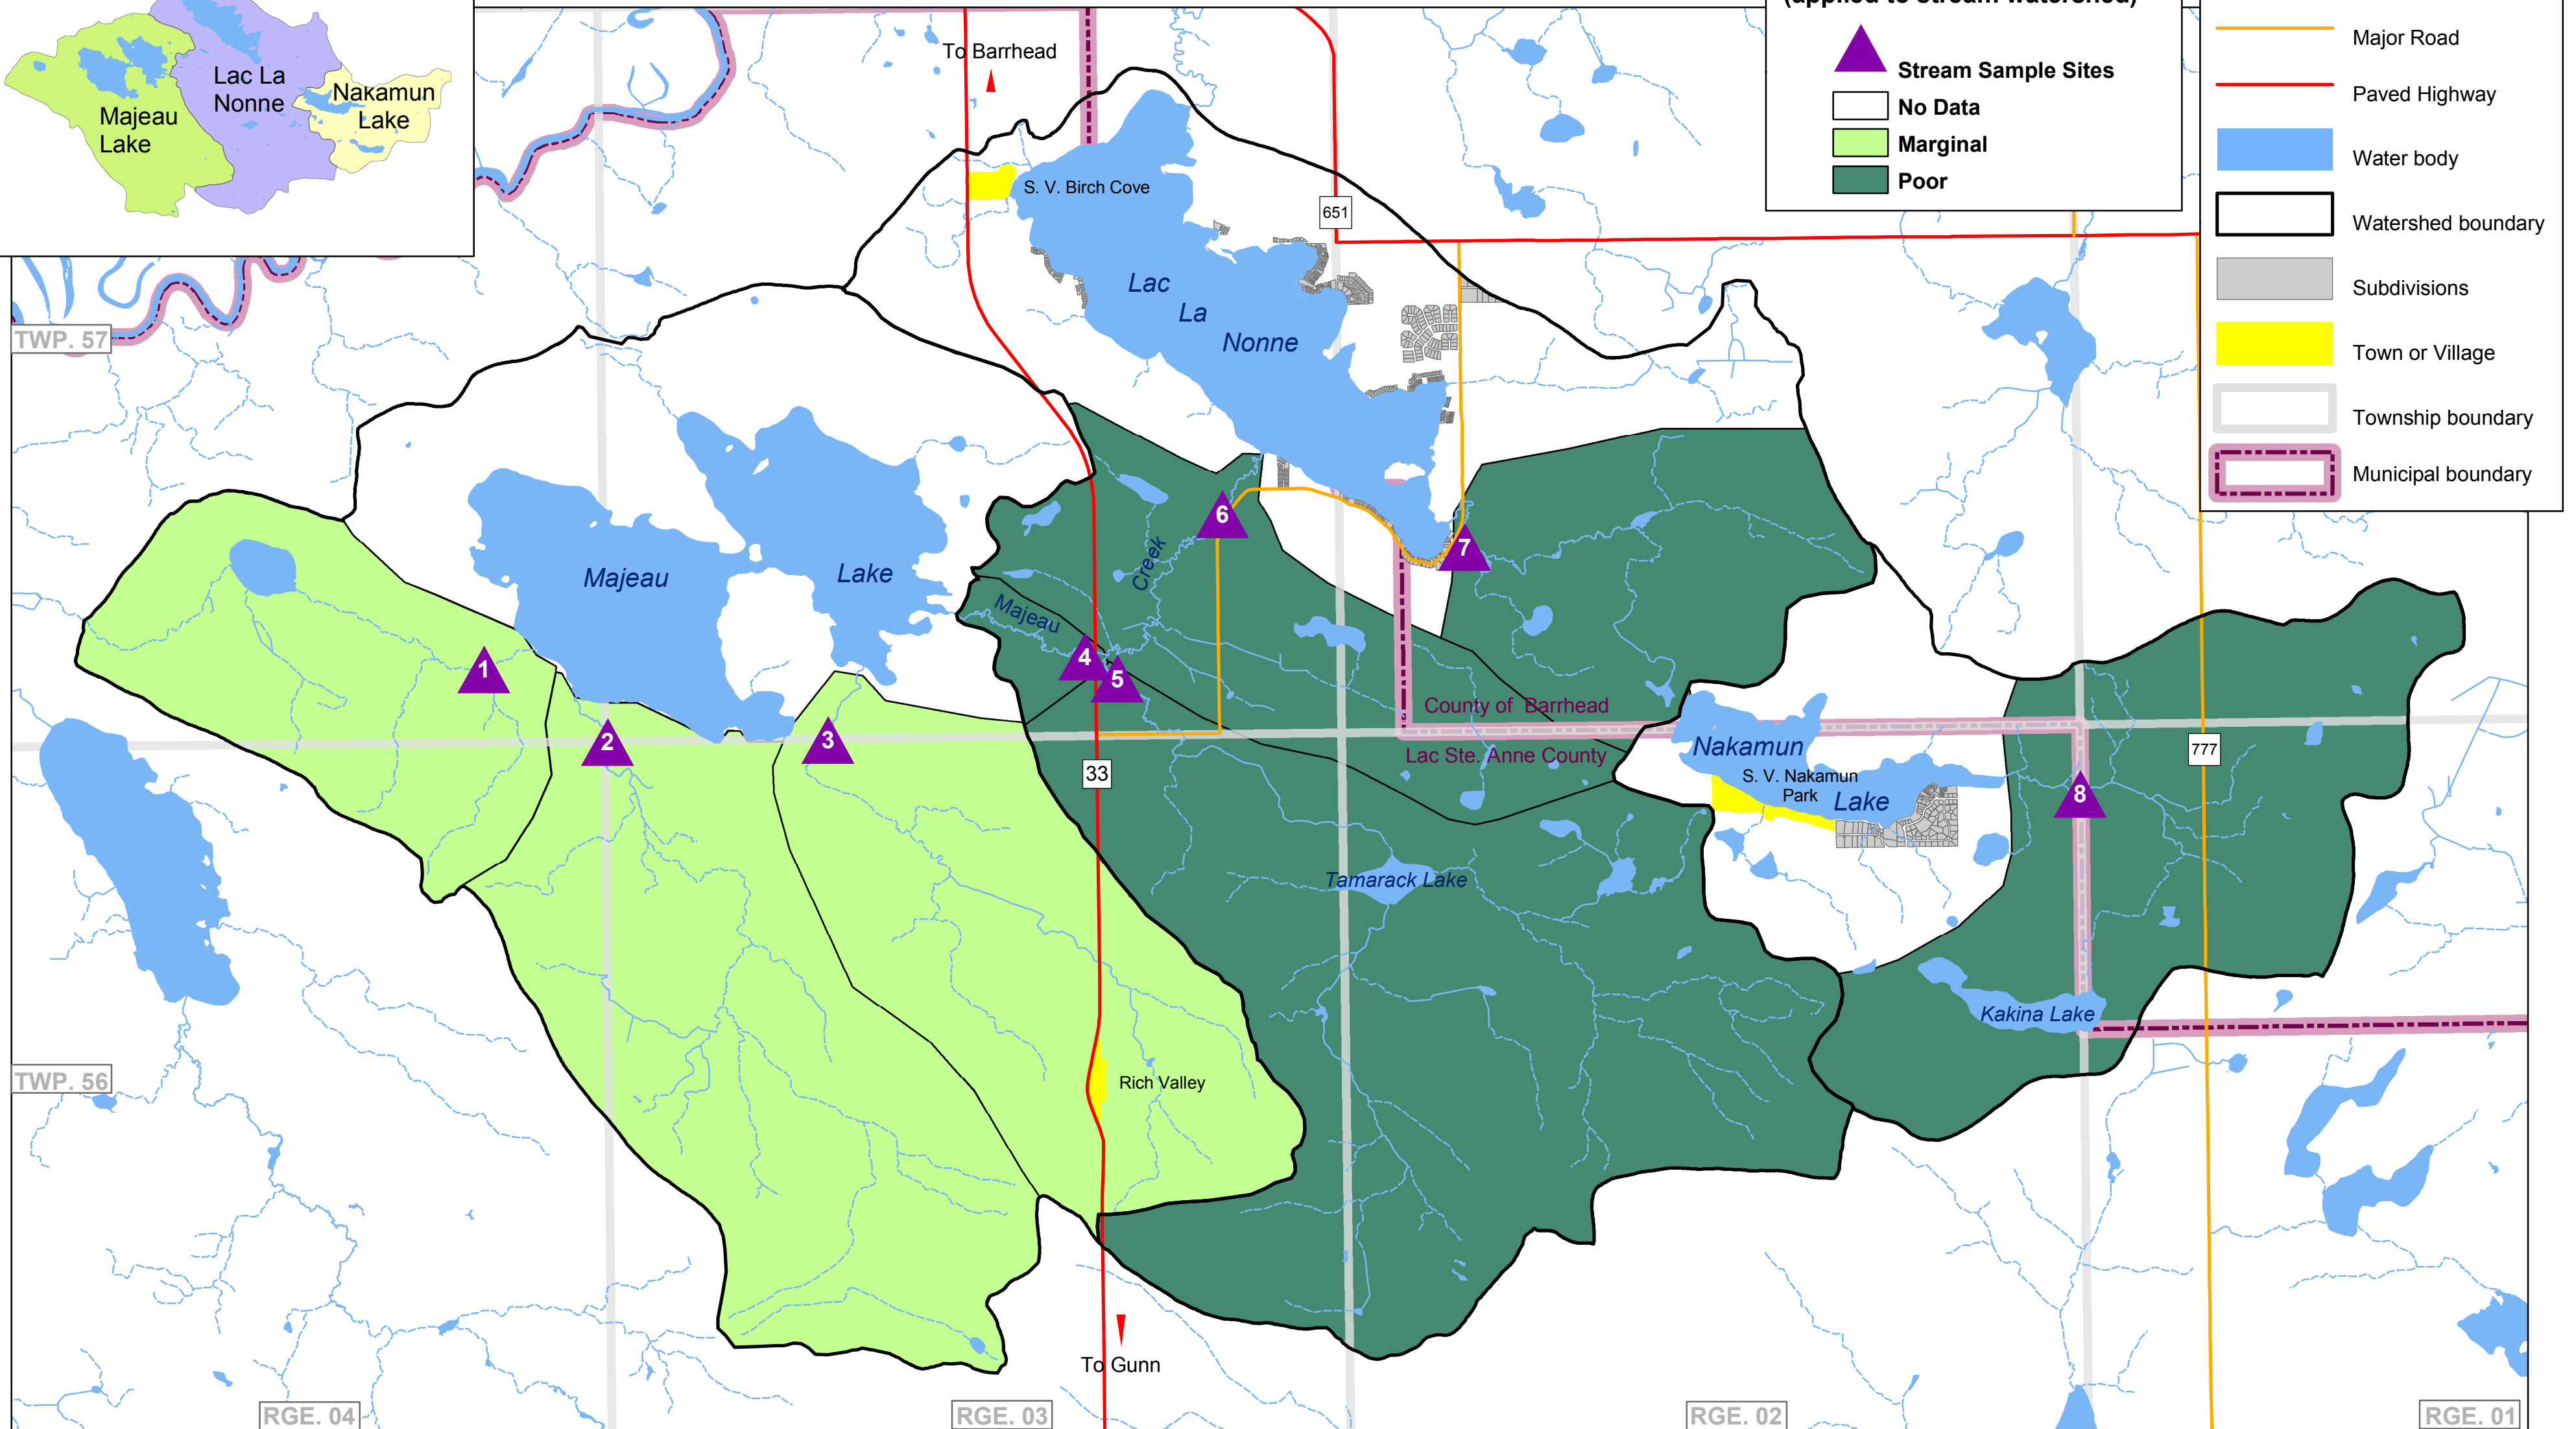 (applied to stream watershed)
Stream Sample Sites
No Data
Marginal
Poor
Major Road
Paved Highway
Water body
Watershed boundary
Subdivisions
Town or Village
Township boundary
Municipal boundary
Majeau
Lake
Lac La
Nonne
Nakamun
Lake
To Barrhead
S. V. Birch Cove
651
Lac
La
Nonne
TWP. 57
Majeau
Lake
Creek
Majeau
1
2
3
4
5
6
7
8
County of Barrhead
Lac Ste. Anne County
Nakamun
S. V. Nakamun
Park
Lake
777
33
Tamarack Lake
Kakina Lake
TWP. 56
Rich Valley
To Gunn
RGE. 04
RGE. 03
RGE. 02
RGE. 01